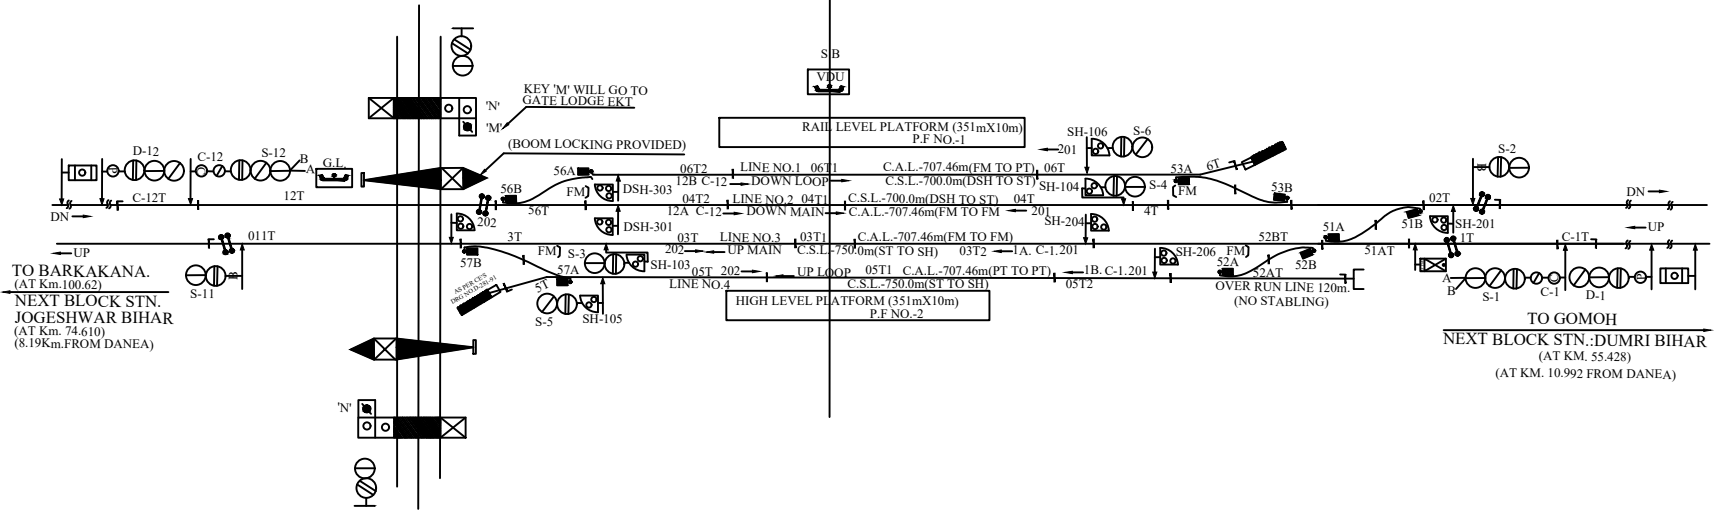 S B
VDU
KEY 'M' WILL GO TO
GATE LODGE EKT
'N'
'M'
(BOOM LOCKING PROVIDED)
RAIL LEVEL PLATFORM (351mX10m)
P.F NO.-1
SH-106 S-6
201
D-12 C-12 S-12 B
A
G.L.
56A 06T2 LINE NO.1 06T1 C.A.L-707.46m(FM TO PT) 06T 53A 6T S-2
12B C-12 DOWN LOOP C.S.L-700.0m(DSH TO ST) SH-104 S-4 FM
56B FM DSH-303
C-12T 12T 04T2 LINE NO.2 04T1 C.S.L-700.0m(DSH TO ST) 04T 53B 02T DN
DN 56T 12A C-12 DOWN MAIN C.A.L-707.46m(FM TO FM 201 4T
202 DSH-301 SH-204 51B SH-201 UP
011T 3T 03T LINE NO.3 03T1 C.A.L-707.46m(FM TO FM) 52BT 51A 1T C-1T
UP FM S-3 202 UP MAIN C.S.L-750.0m(ST TO SH) 03T2 1A. C-1.201 SH-206 FM 52B 51AT
57B SH-103
TO BARKAKANA.
(AT Km.100.62)
57A 05T 202 UP LOOP 05T1 C.A.L.-707.46m(PT TO PT) 1B. C-1.201 52A 52AT
5T LINE NO.4 C.S.L.-750.0m(ST TO SH) 05T2 OVER RUN LINE 120m.
(NO STABLING)
AS PER CE'S
A
B S-1 C-1 D-1
S-11
NEXT BLOCK STN.
JOGESHWAR BIHAR
(AT Km. 74.610)
(8.19Km.FROM DANEA)
S-5 SH-105
HIGH LEVEL PLATFORM (351mX10m)
P.F NO.-2
TO GOMOH
NEXT BLOCK STN.:DUMRI BIHAR
(AT KM. 55.428)
(AT KM. 10.992 FROM DANEA)
'N'